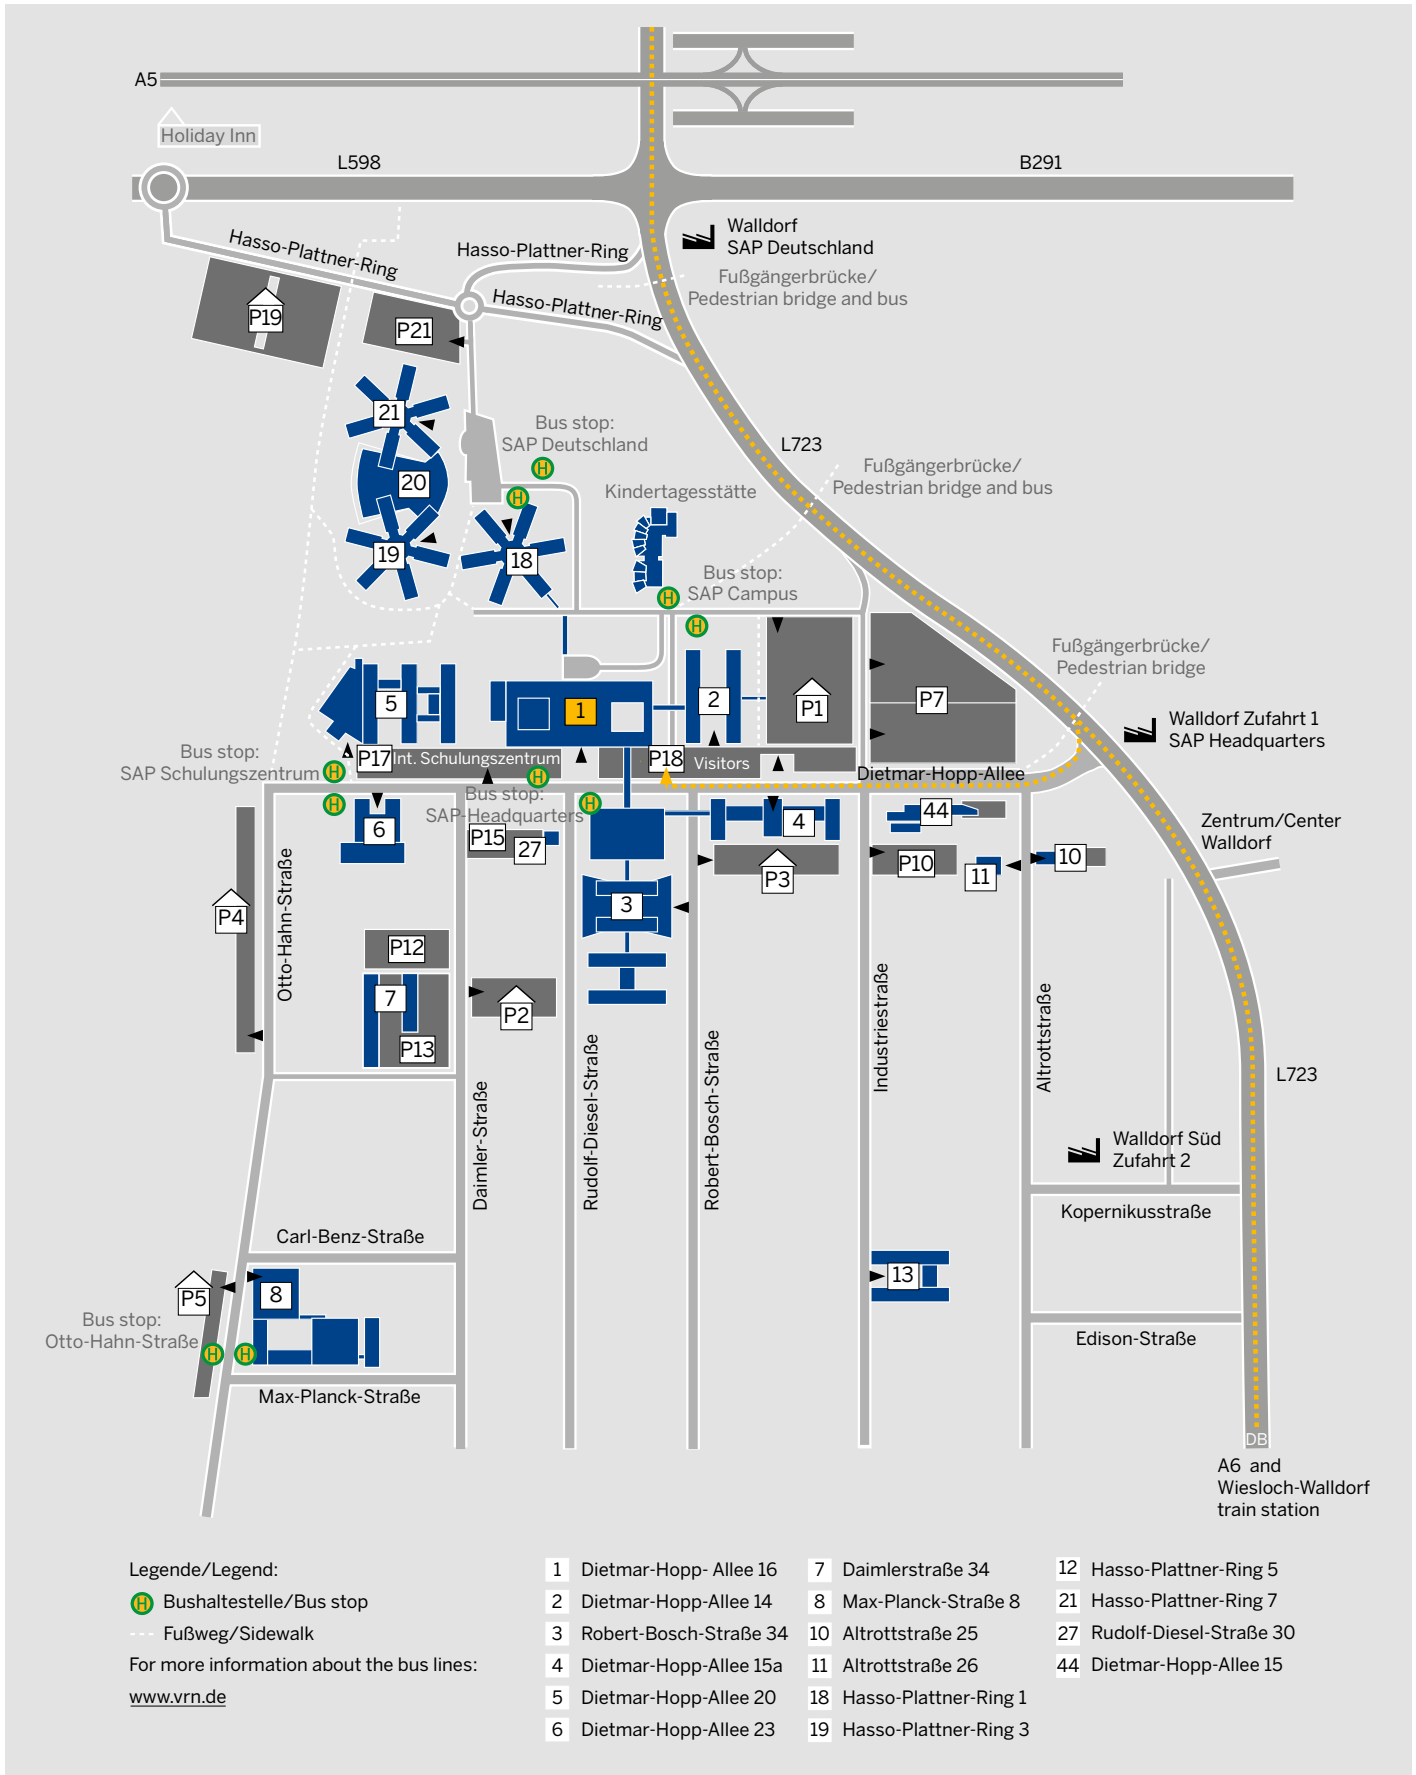 A5
Holiday Inn
L598
B291
Walldorf
SAP Deutschland
Hasso-Plattner-Ring
Hasso-Plattner-Ring
Hasso-Plattner-Ring
Fußgängerbrücke/
Pedestrian bridge and bus
P19
P21
21
Bus stop:
SAP Deutschland
H
L723
Fußgängerbrücke/
Pedestrian bridge and bus
20
H
Kindertagesstätte
19
18
Bus stop:
SAP Campus
H
H
Fußgängerbrücke/
Pedestrian bridge
5
1
2
P1
P7
Walldorf Zufahrt 1
SAP Headquarters
Bus stop:
SAP Schulungszentrum
H
P17
Int. Schulungszentrum
H
P18
Visitors
Dietmar-Hopp-Allee
Bus stop:
SAP-Headquarters
H
H
6
P15
27
4
44
Zentrum/Center
Walldorf
P3
P10
11
10
P4
Otto-Hahn-Straße
3
P12
7
P13
P2
Daimler-Straße
Rudolf-Diesel-Straße
Robert-Bosch-Straße
Industriestraße
Altrottstraße
L723
Walldorf Süd
Zufahrt 2
Kopernikusstraße
Carl-Benz-Straße
P5
8
13
Bus stop:
Otto-Hahn-Straße
H
H
Edison-Straße
Max-Planck-Straße
DB
A6 and
Wiesloch-Walldorf
train station
Legende/Legend:
H Bushaltestelle/Bus stop
Fußweg/Sidewalk
For more information about the bus lines:
www.vrn.de
1 Dietmar-Hopp- Allee 16
2 Dietmar-Hopp-Allee 14
3 Robert-Bosch-Straße 34
4 Dietmar-Hopp-Allee 15a
5 Dietmar-Hopp-Allee 20
6 Dietmar-Hopp-Allee 23
7 Daimlerstraße 34
8 Max-Planck-Straße 8
10 Altrottstraße 25
11 Altrottstraße 26
18 Hasso-Plattner-Ring 1
19 Hasso-Plattner-Ring 3
12 Hasso-Plattner-Ring 5
21 Hasso-Plattner-Ring 7
27 Rudolf-Diesel-Straße 30
44 Dietmar-Hopp-Allee 15